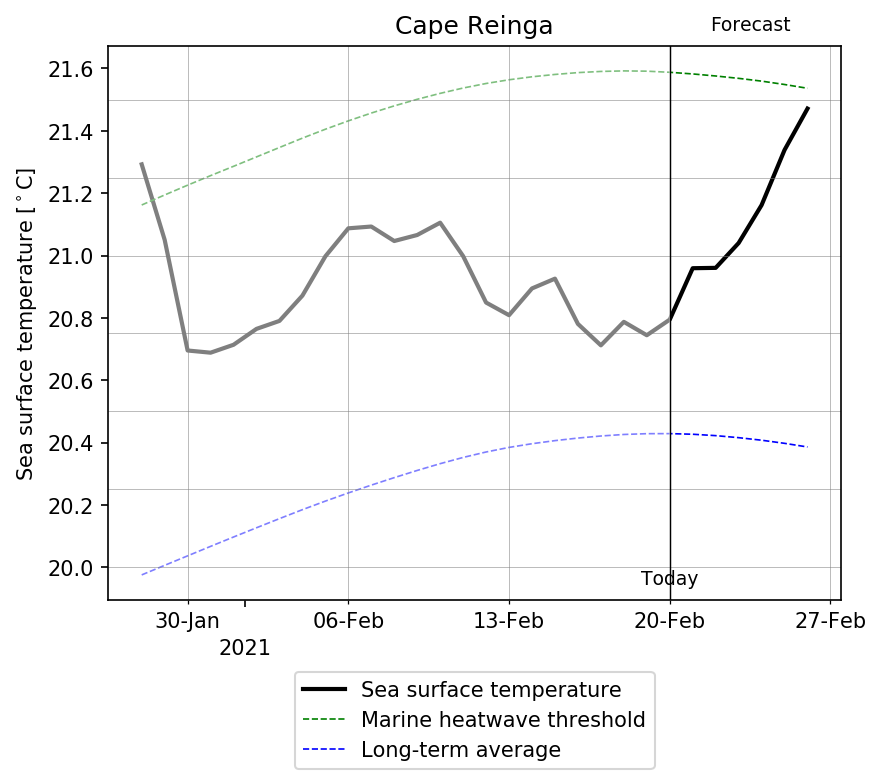 Cape Reinga
Forecast
Sea surface temperature [°C]
21.6
21.4
21.2
21.0
20.8
20.6
20.4
20.2
20.0
Today
30-Jan
06-Feb
13-Feb
20-Feb
27-Feb
2021
Sea surface temperature
Marine heatwave threshold
Long-term average